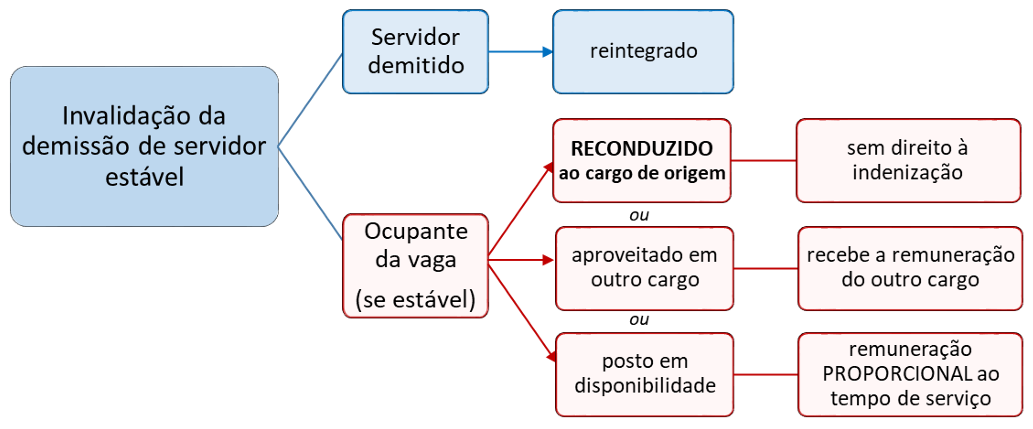 Invalidação da
demissão de servidor
estável
Servidor
demitido
reintegrado
Ocupante
da vaga
(se estável)
RECONDUZIDO
ao cargo de origem
sem direito à
indenização
ou
aproveitado em
outro cargo
recebe a remuneração
do outro cargo
ou
posto em
disponibilidade
remuneração
PROPORCIONAL ao
tempo de serviço